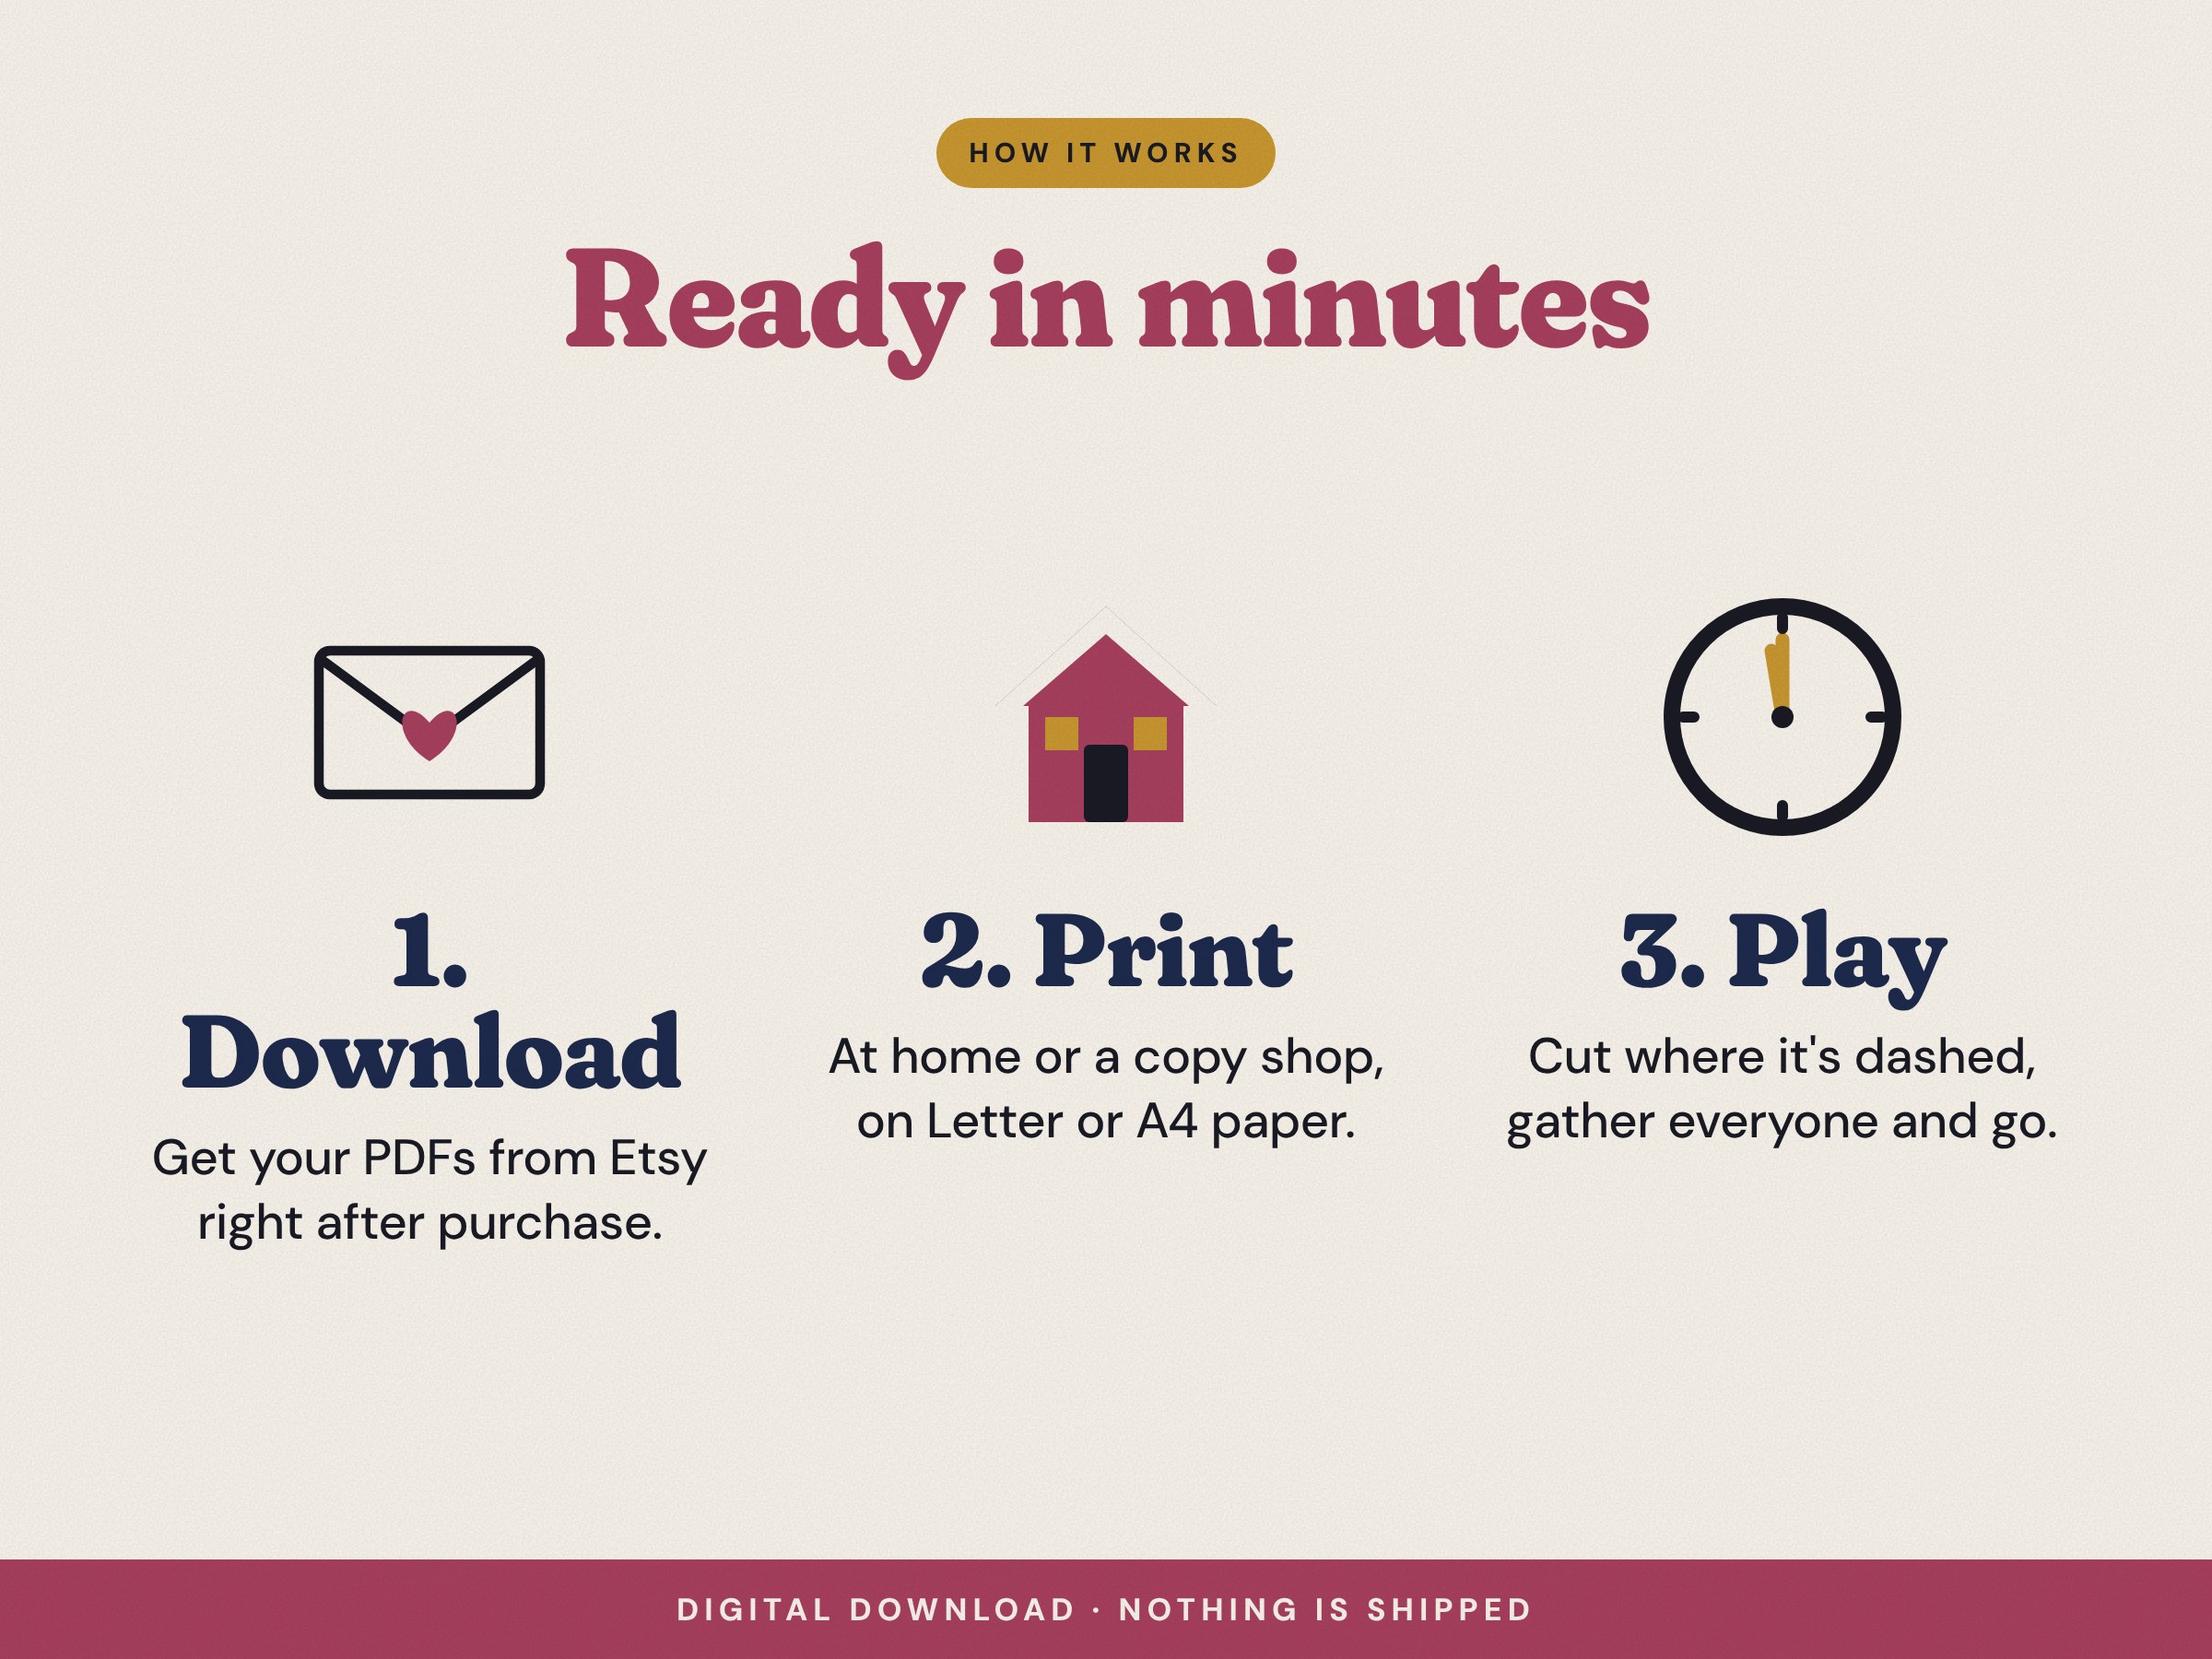 HOW IT WORKS
Ready in minutes
1.
Download
Get your PDFs from Etsy
right after purchase.
2. Print
At home or a copy shop,
on Letter or A4 paper.
3. Play
Cut where it's dashed,
gather everyone and go.
DIGITAL DOWNLOAD · NOTHING IS SHIPPED